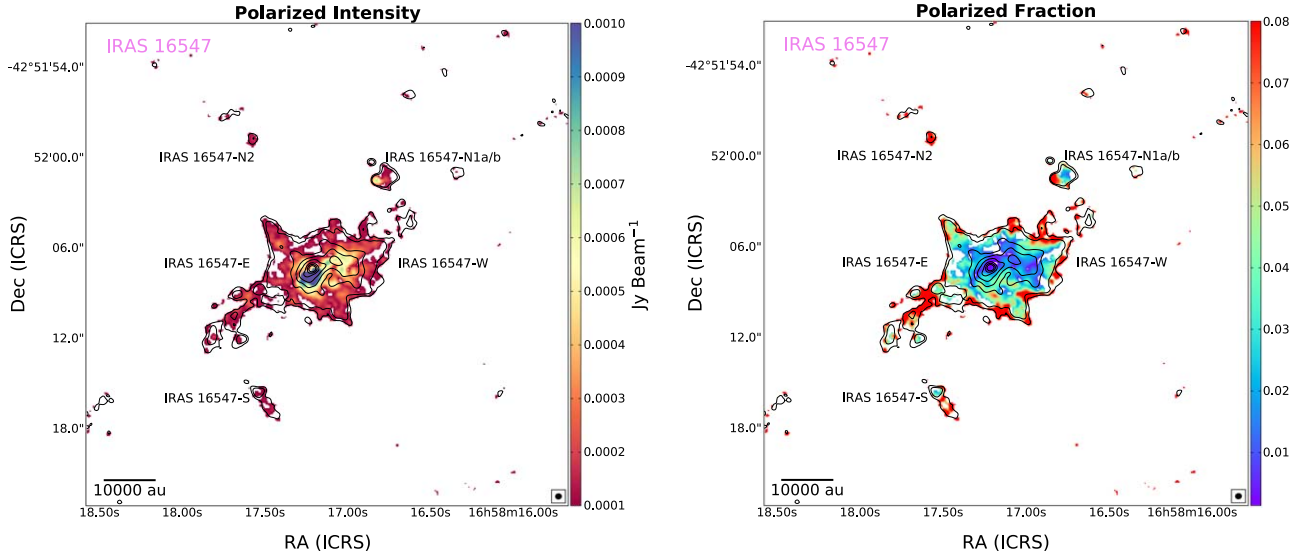 Polarized Intensity
IRAS 16547
-42°51'54.0"
52'00.0"
06.0"
12.0"
18.0"
Dec (ICRS)
IRAS 16547-N2
IRAS 16547-N1a/b
IRAS 16547-E
IRAS 16547-W
IRAS 16547-S
10000 au
18.50s
18.00s
17.50s
17.00s
16.50s
16h58m16.00s
RA (ICRS)
0.0010
0.0009
0.0008
0.0007
0.0006
0.0005
0.0004
0.0003
0.0002
0.0001
Jy Beam⁻¹
Polarized Fraction
IRAS 16547
-42°51'54.0"
52'00.0"
06.0"
12.0"
18.0"
Dec (ICRS)
IRAS 16547-N2
IRAS 16547-N1a/b
IRAS 16547-E
IRAS 16547-W
IRAS 16547-S
10000 au
18.50s
18.00s
17.50s
17.00s
16.50s
16h58m16.00s
RA (ICRS)
0.08
0.07
0.06
0.05
0.04
0.03
0.02
0.01